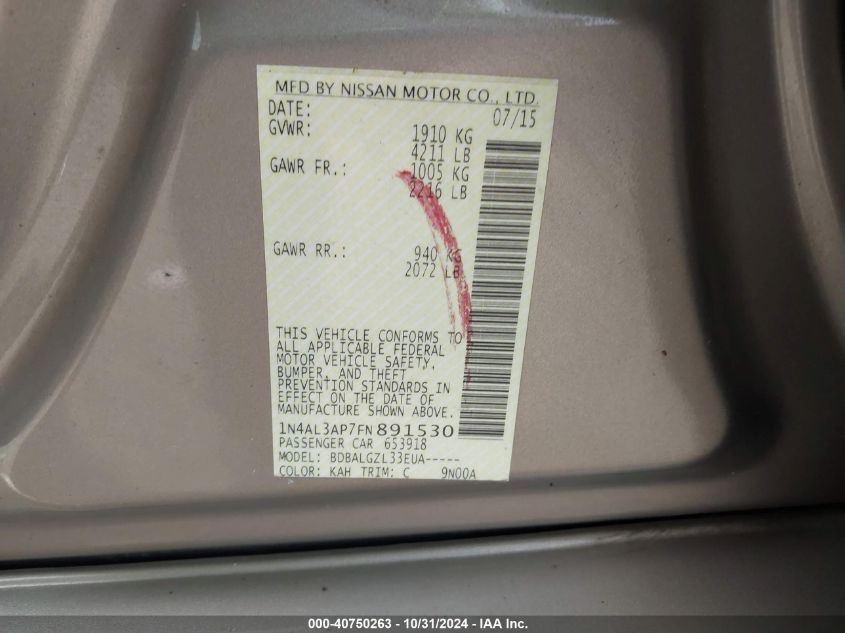 MFD BY NISSAN MOTOR CO., LTD.
DATE: 07/15
GVWR: 1910 KG
4211 LB
GAWR FR.: 1005 KG
2216 LB
GAWR RR.: 940 KG
2072 LB
THIS VEHICLE CONFORMS TO
ALL APPLICABLE FEDERAL
MOTOR VEHICLE SAFETY,
BUMPER, AND THEFT
PREVENTION STANDARDS IN
EFFECT ON THE DATE OF
MANUFACTURE SHOWN ABOVE.
1N4AL3AP7FN891530
PASSENGER CAR 653918
MODEL: BDBALGZL33EUA-----
COLOR: KAH TRIM: C 9N00A
000-40750263 - 10/31/2024 - IAA Inc.